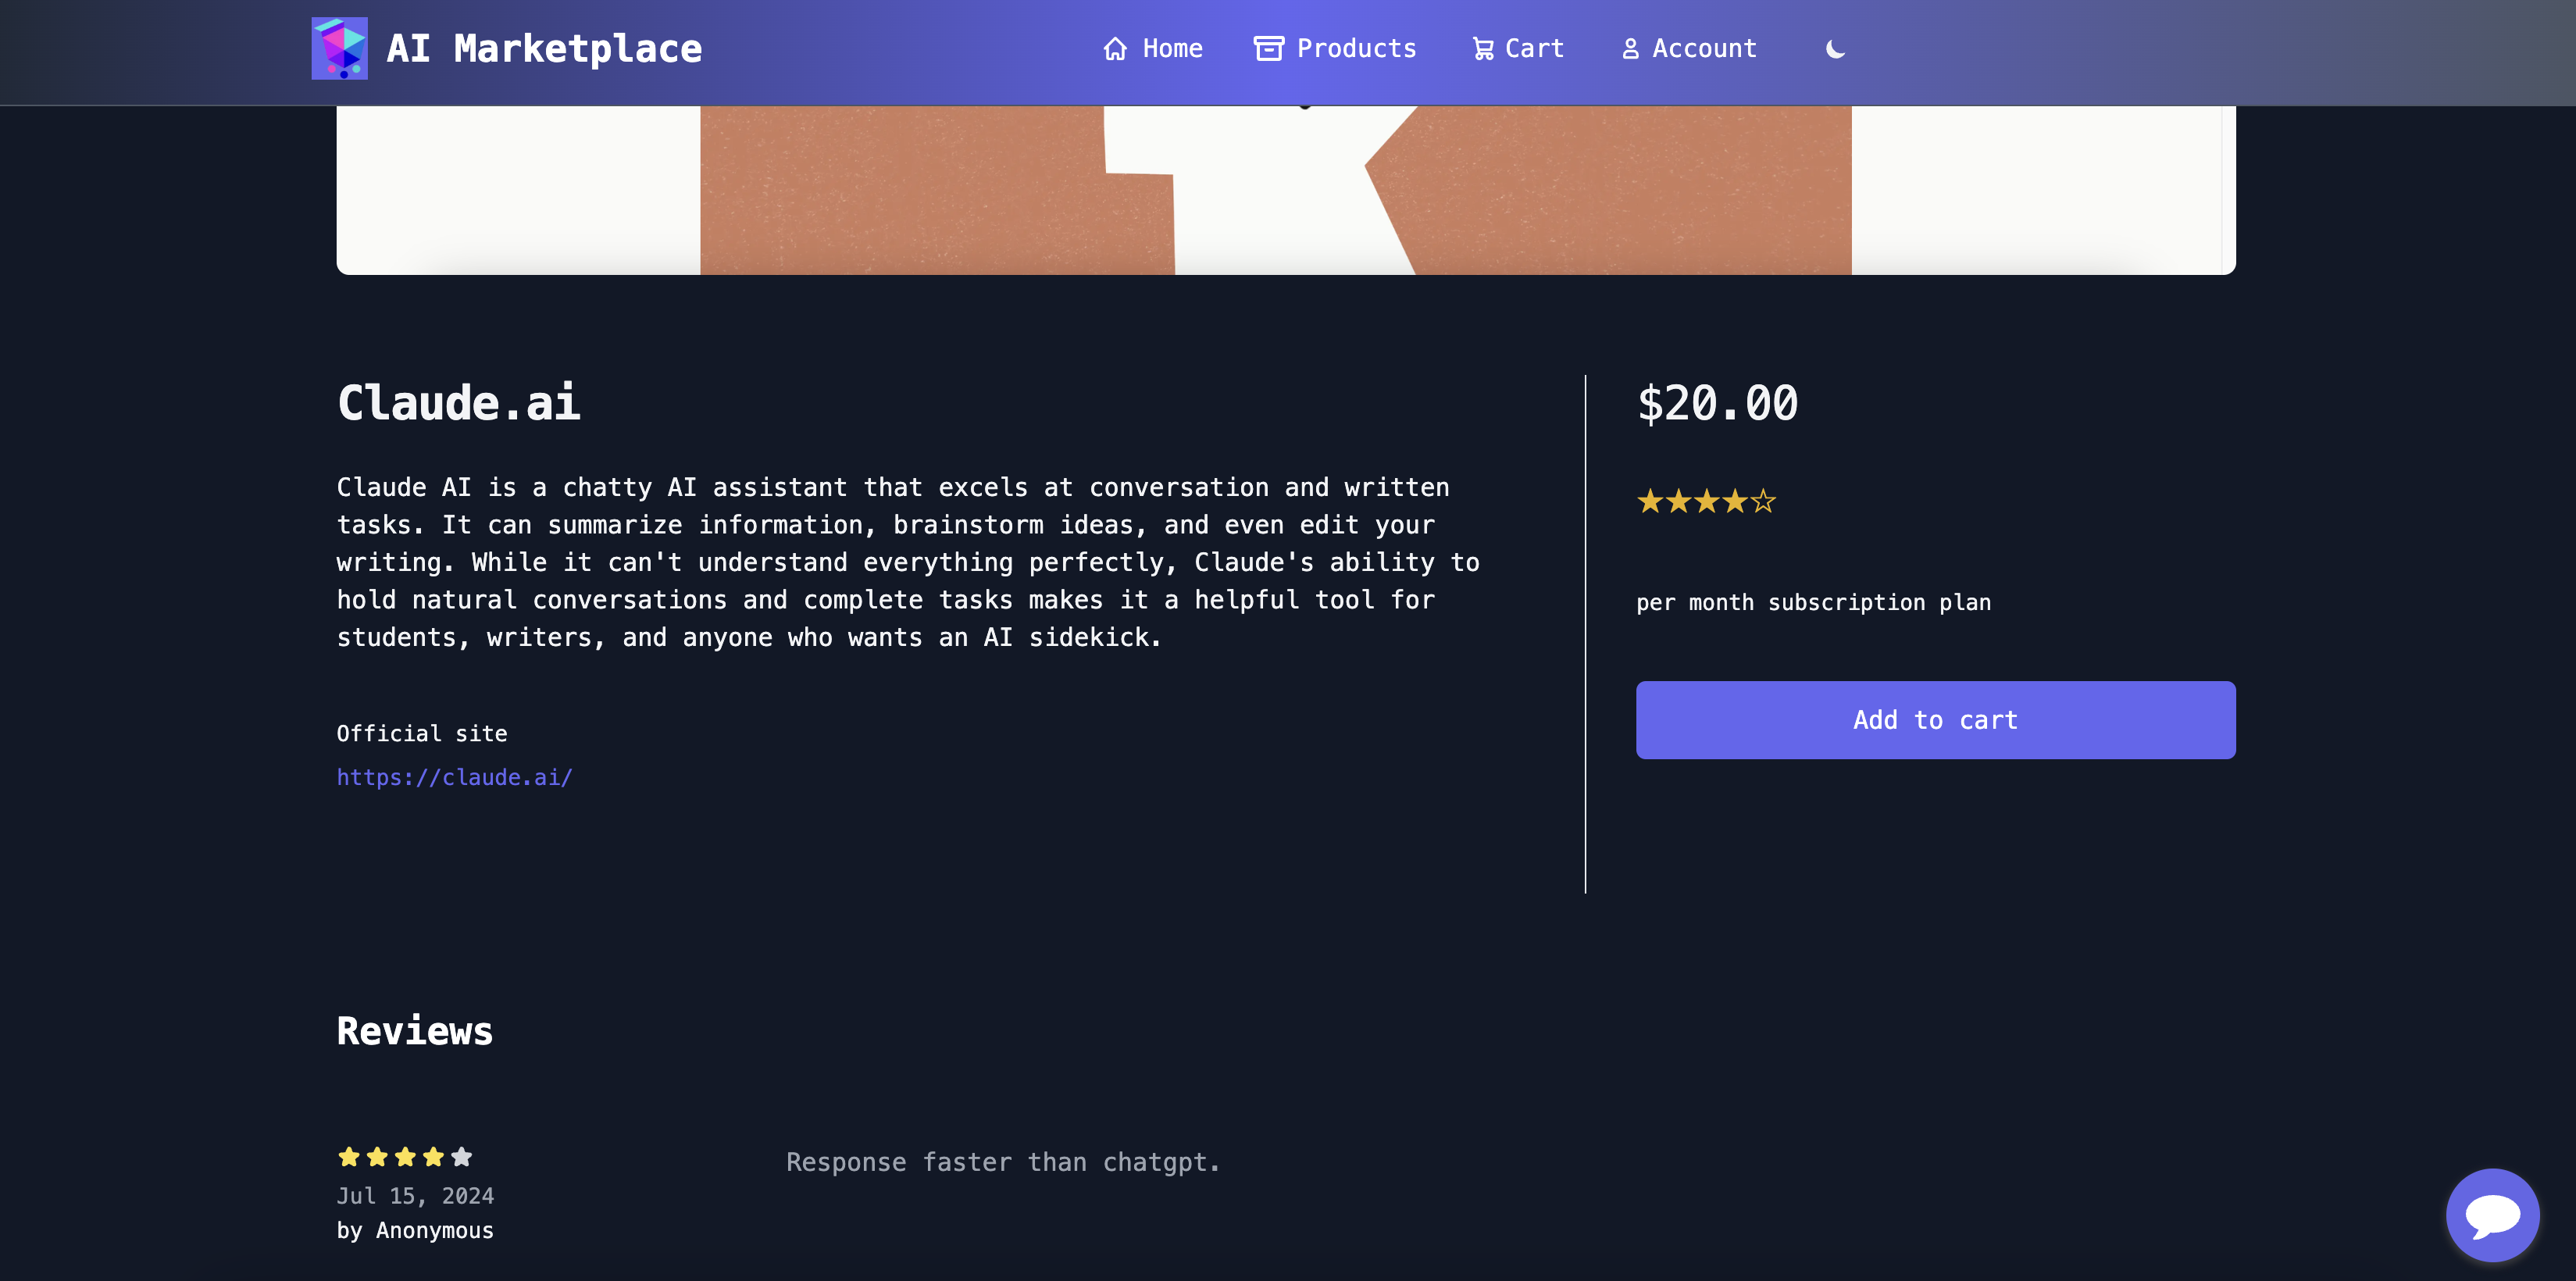 AI Marketplace
Home
Products
Cart
Account
Claude.ai
Claude AI is a chatty AI assistant that excels at conversation and written
tasks. It can summarize information, brainstorm ideas, and even edit your
writing. While it can't understand everything perfectly, Claude's ability to
hold natural conversations and complete tasks makes it a helpful tool for
students, writers, and anyone who wants an AI sidekick.
Official site
https://claude.ai/
$20.00
per month subscription plan
Add to cart
Reviews
Jul 15, 2024
by Anonymous
Response faster than chatgpt.